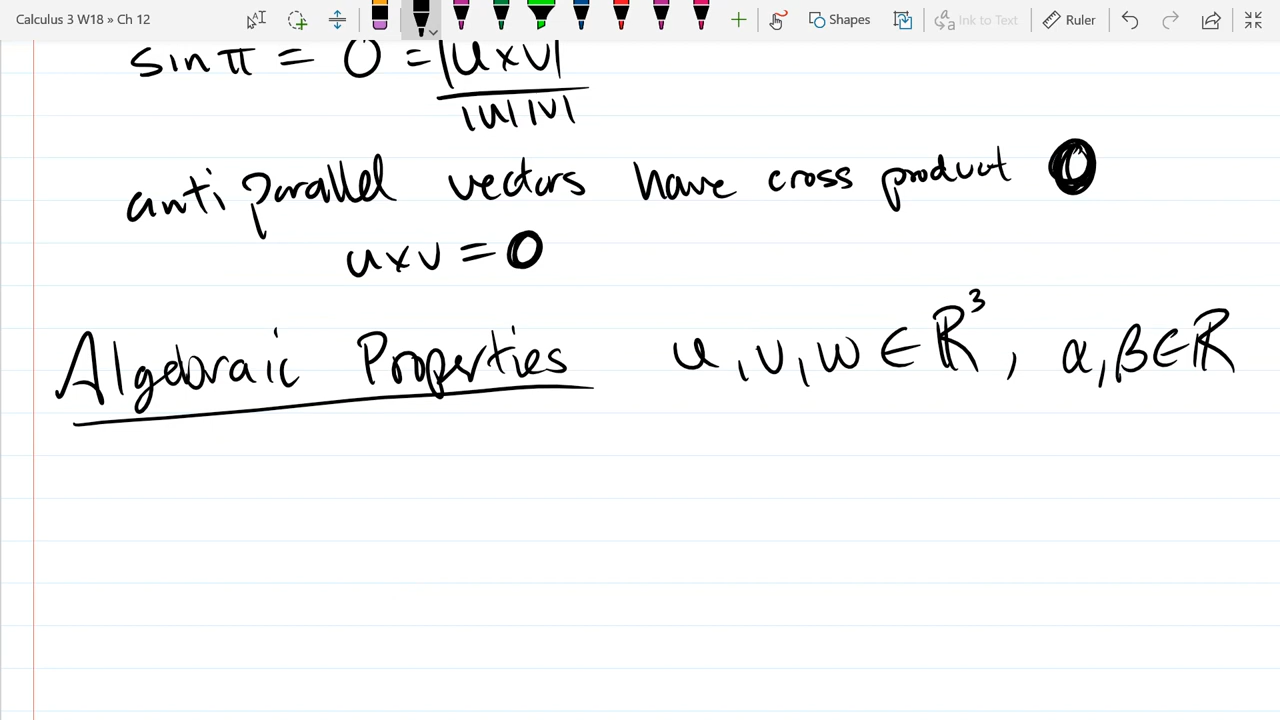 Calculus 3 W18 » Ch 12
Shapes
Ink to Text
Ruler
sin π = 0 = |u×v|
|u| |v|
anti parallel vectors have cross product 0
u×v = 0
Algebraic Properties u, v, w ∈ ℝ³, α, β ∈ ℝ